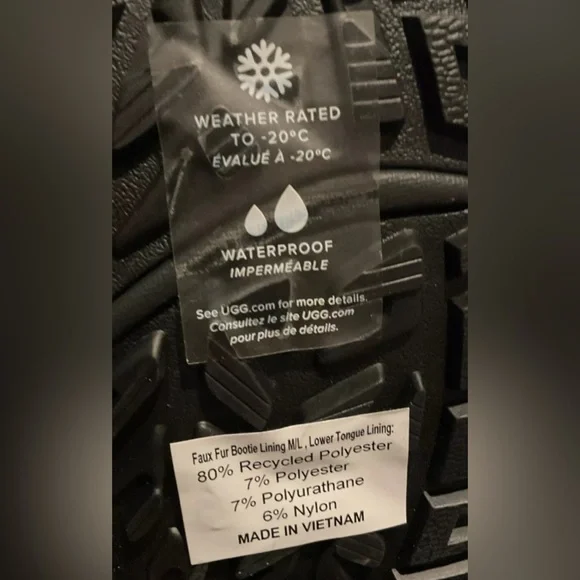 WEATHER RATED
TO -20°C
ÉVALUÉ À -20°C
WATERPROOF
IMPERMÉABLE
See UGG.com for more details.
Consultez le site UGG.com
pour plus de détails.
Faux Fur Bootie Lining M/L , Lower Tongue Lining:
80% Recycled Polyester
7% Polyester
7% Polyurathane
6% Nylon
MADE IN VIETNAM